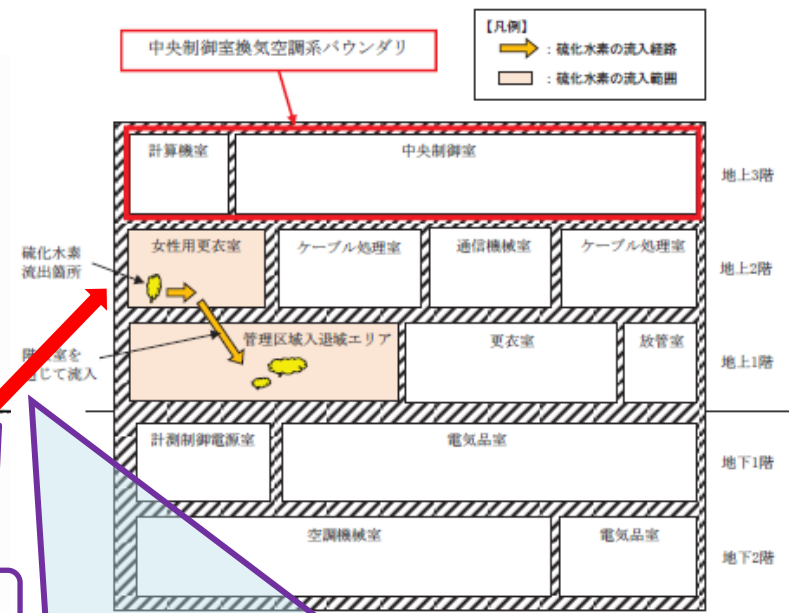 【凡例】
：硫化水素の流入経路
：硫化水素の流入範囲
中央制御室換気空調系バウンダリ
計算機室
中央制御室
地上3階
女性用更衣室
ケーブル処理室
通信機械室
ケーブル処理室
地上2階
硫化水素
流出箇所
管理区域入退域エリア
更衣室
放管室
地上1階
室を
じて流入
計測制御電源室
電気品室
地下1階
空調機械室
電気品室
地下2階